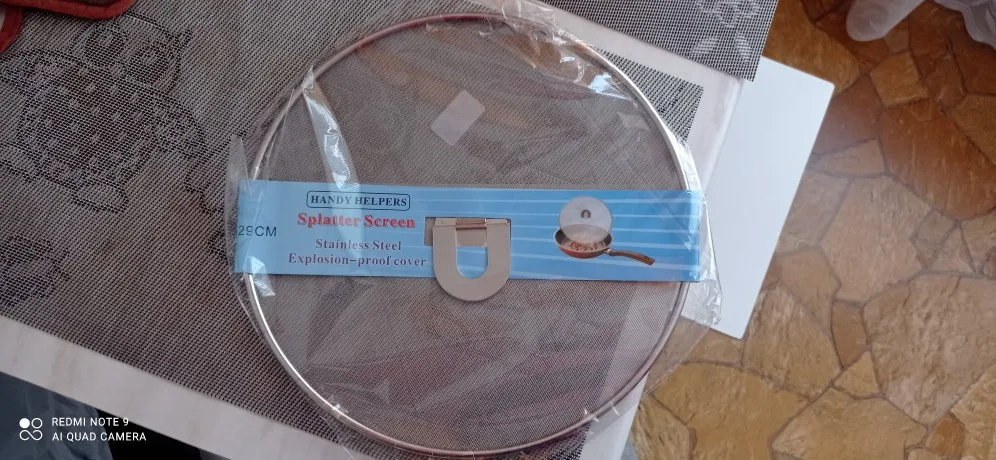 HANDY HELPERS
Splatter Screen
29CM
Stainless Steel
Explosion-proof cover
REDMI NOTE 9
AI QUAD CAMERA